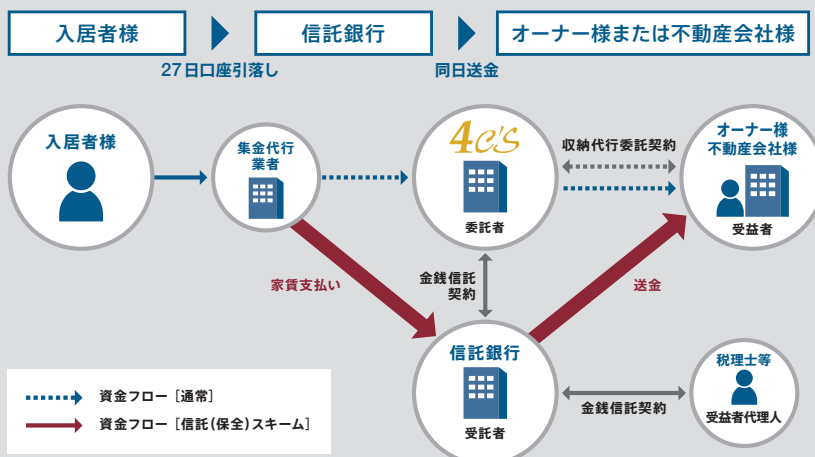 入居者様
信託銀行
オーナー様または不動産会社様
27日口座引落し
同日送金
入居者様
集金代行
業者
4c's
委託者
収納代行委託契約
オーナー様
不動産会社様
受益者
家賃支払い
金銭信託
契約
送金
信託銀行
受託者
金銭信託契約
税理士等
受益者代理人
資金フロー［通常］
資金フロー［信託(保全)スキーム］